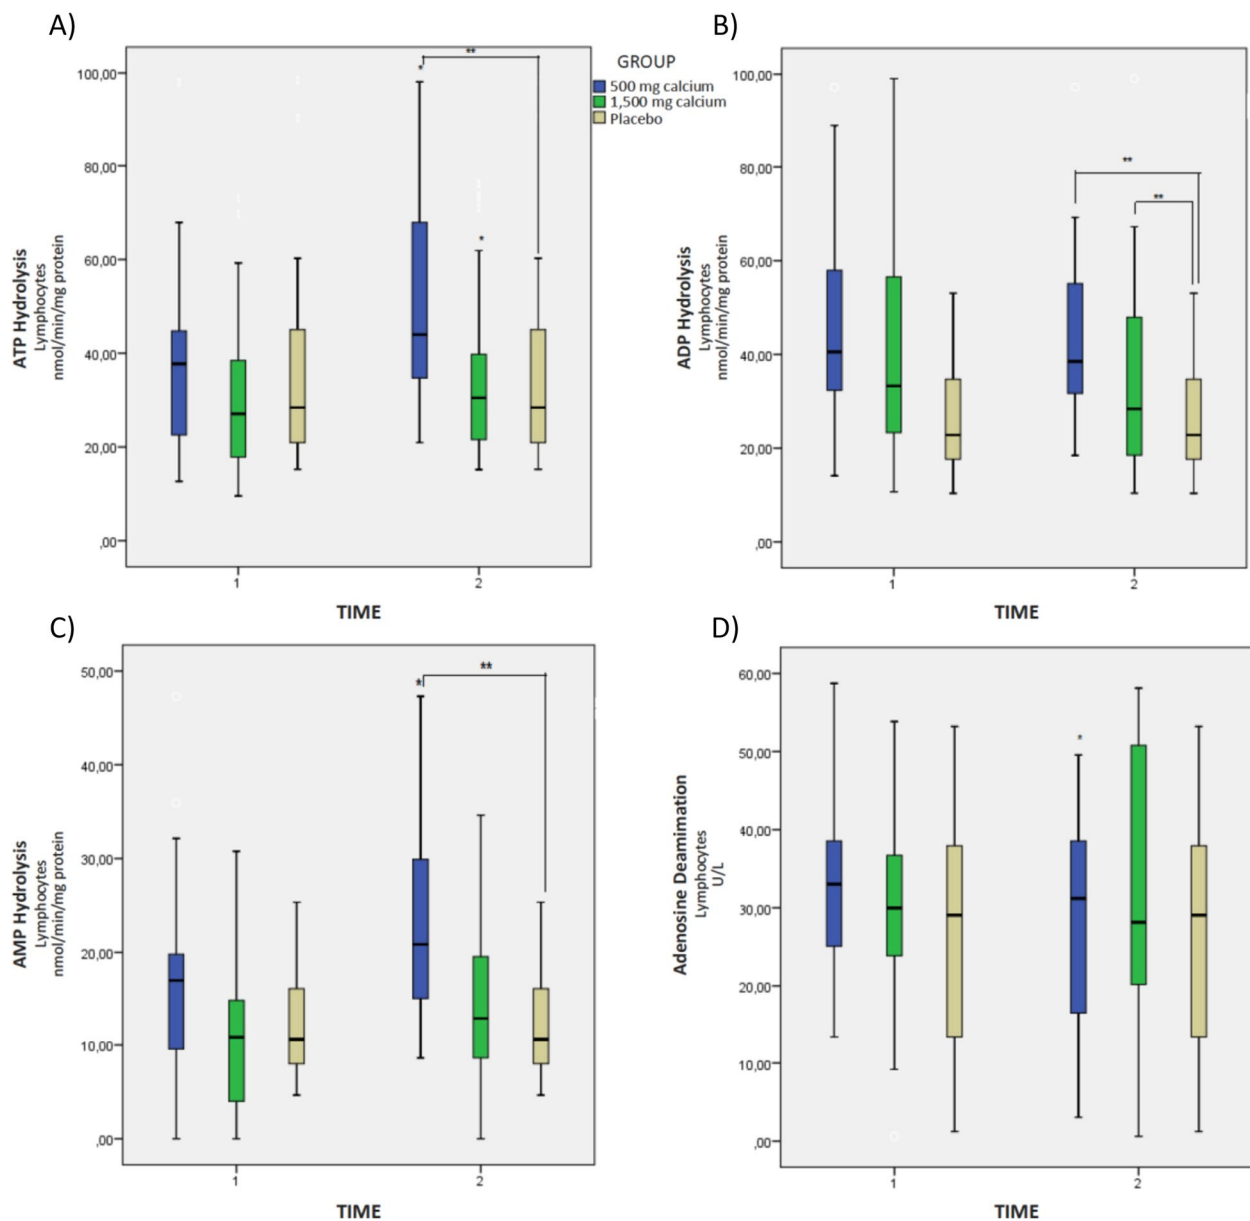 A)
GROUP
500 mg calcium
1,500 mg calcium
Placebo
**
*
*
100,00
80,00
60,00
40,00
20,00
,00
ATP Hydrolysis
Lymphocytes
nmol/min/mg protein
1
2
TIME
B)
**
**
100,00
80,00
60,00
40,00
20,00
,00
ADP Hydrolysis
Lymphocytes
nmol/min/mg protein
1
2
TIME
C)
**
*
50,00
40,00
30,00
20,00
10,00
,00
AMP Hydrolysis
Lymphocytes
nmol/min/mg protein
1
2
TIME
D)
*
60,00
50,00
40,00
30,00
20,00
10,00
,00
Adenosine Deamimation
Lymphocytes
U/L
1
2
TIME